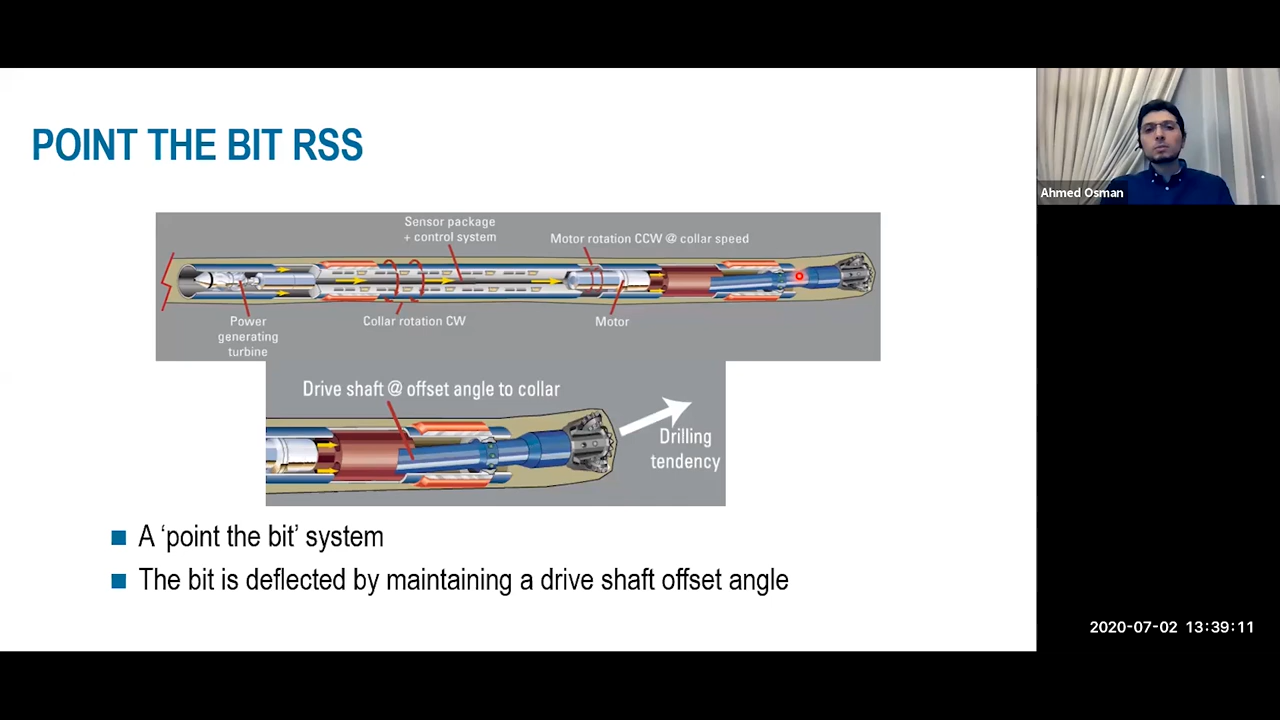 POINT THE BIT RSS
Ahmed Osman
Sensor package
+ control system
Motor rotation CCW @ collar speed
Power
generating
turbine
Collar rotation CW
Motor
Drive shaft @ offset angle to collar
Drilling
tendency
■ A ‘point the bit’ system
■ The bit is deflected by maintaining a drive shaft offset angle
2020-07-02 13:39:11